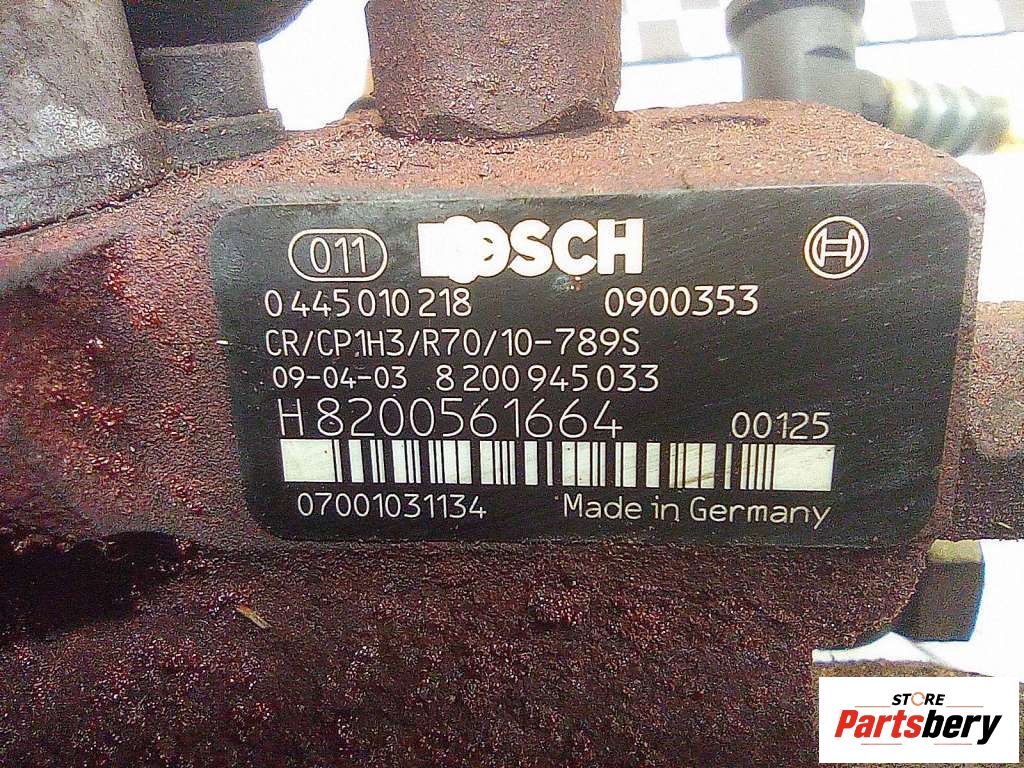 011 BOSCH
0 445 010 218 0900353
CR/CP1H3/R70/10-789S
09-04-03 8 200 945 033
H8200561664 00125
07001031134 Made in Germany
STORE
Partsbery